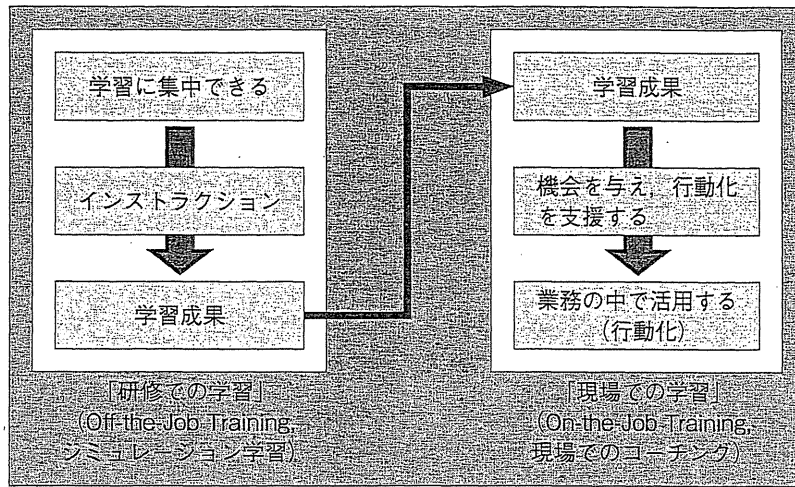 学習に集中できる
インストラクション
学習成果
「研修での学習」
(Off-the-Job Training,
シミュレーション学習)
学習成果
機会を与え，行動化
を支援する
業務の中で活用する
(行動化)
「現場での学習」
(On-the-Job Training,
現場でのコーチング)